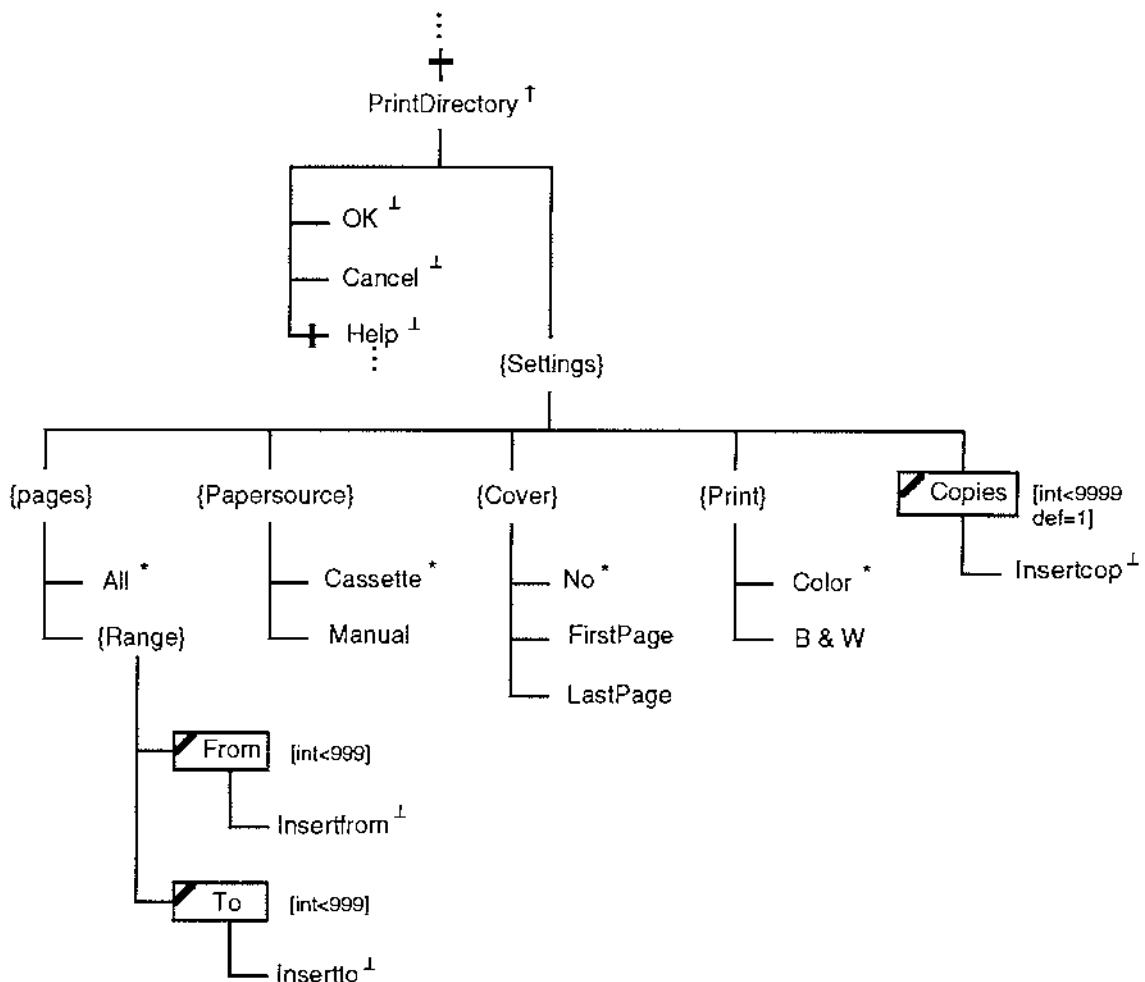 PrintDirectory †
OK ⊥
Cancel ⊥
Help ⊥
{Settings}
{pages} {Papersource} {Cover} {Print} Copies [int<9999
def=1]
All * Cassette * No * Color * Insertcop ⊥
{Range} Manual FirstPage B & W
LastPage
From [int<999]
Insertfrom ⊥
To [int<999]
Insertto ⊥